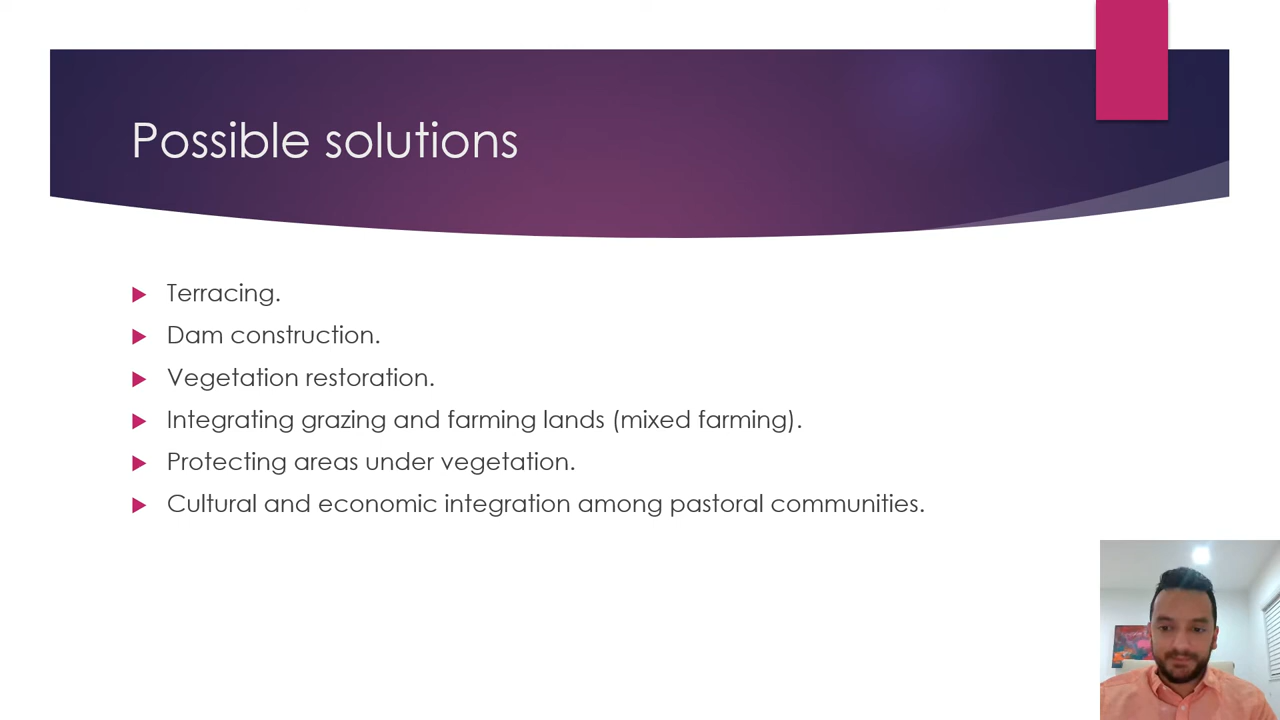 Possible solutions
Terracing.
Dam construction.
Vegetation restoration.
Integrating grazing and farming lands (mixed farming).
Protecting areas under vegetation.
Cultural and economic integration among pastoral communities.